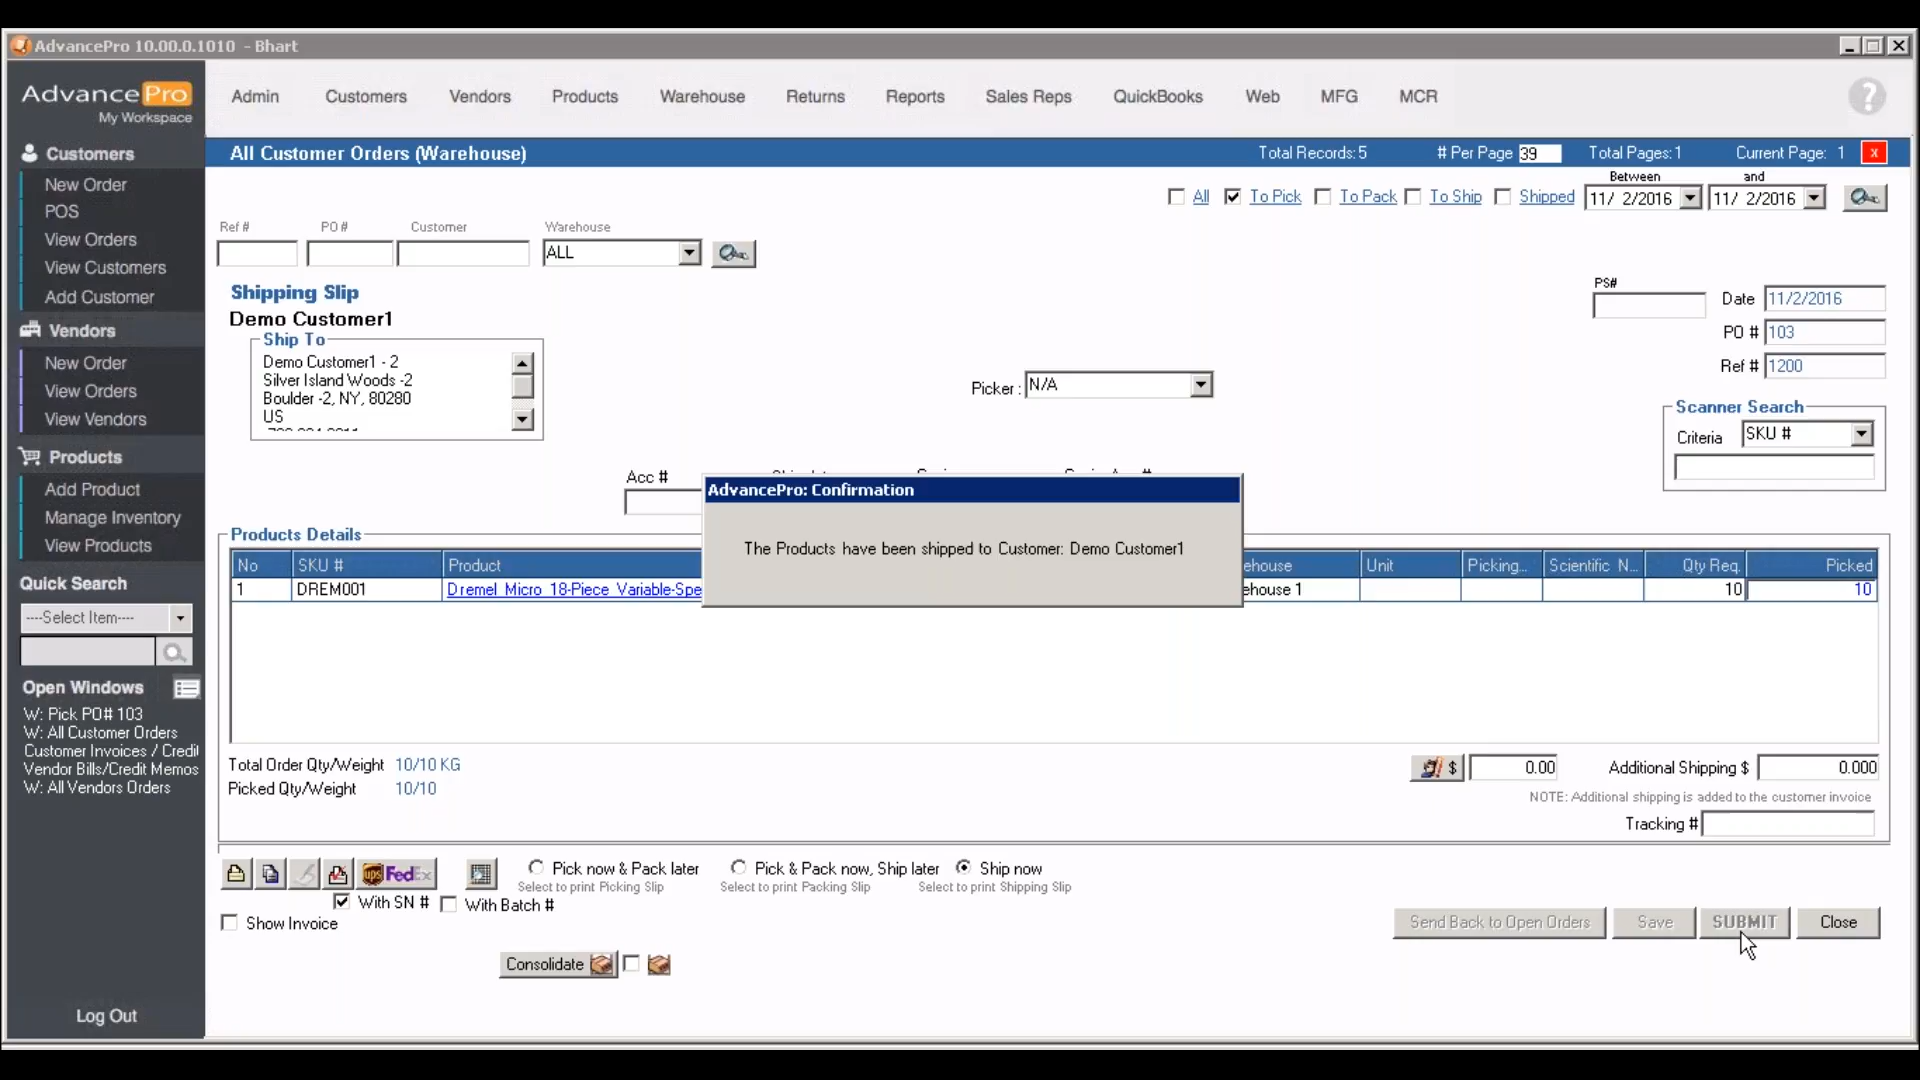 AdvancePro 10.00.0.1010 - Bhart
AdvancePro
My Workspace
Admin Customers Vendors Products Warehouse Returns Reports Sales Reps QuickBooks Web MFG MCR ?
Customers
New Order
POS
View Orders
View Customers
Add Customer
Vendors
New Order
View Orders
View Vendors
Products
Add Product
Manage Inventory
View Products
Quick Search
----Select Item----
Open Windows
W: Pick PO# 103
W: All Customer Orders
Customer Invoices / Credit
Vendor Bills/Credit Memos
W: All Vendors Orders
Log Out
All Customer Orders (Warehouse) Total Records: 5 # Per Page 39 Total Pages: 1 Current Page: 1 x
Between and
All To Pick To Pack To Ship Shipped 11/ 2/2016 11/ 2/2016
Ref # PO # Customer Warehouse
ALL
Shipping Slip
Demo Customer1
Ship To
Demo Customer1 - 2
Silver Island Woods -2
Boulder -2, NY, 80280
US
PS#
Date 11/2/2016
PO # 103
Ref # 1200
Picker : N/A
Scanner Search
Criteria SKU #
Acc #
AdvancePro: Confirmation
The Products have been shipped to Customer: Demo Customer1
Products Details
No SKU # Product ehouse Unit Picking... Scientific N... Qty Req. Picked
1 DREM001 Dremel Micro 18-Piece Variable-Spe ehouse 1 10 10
Total Order Qty/Weight 10/10 KG
Picked Qty/Weight 10/10
$ 0.00 Additional Shipping $ 0.000
NOTE: Additional shipping is added to the customer invoice
Tracking #
ups FedEx
Pick now & Pack later Pick & Pack now, Ship later Ship now
Select to print Picking Slip Select to print Packing Slip Select to print Shipping Slip
With SN # With Batch #
Show Invoice
Send Back to Open Orders Save SUBMIT Close
Consolidate